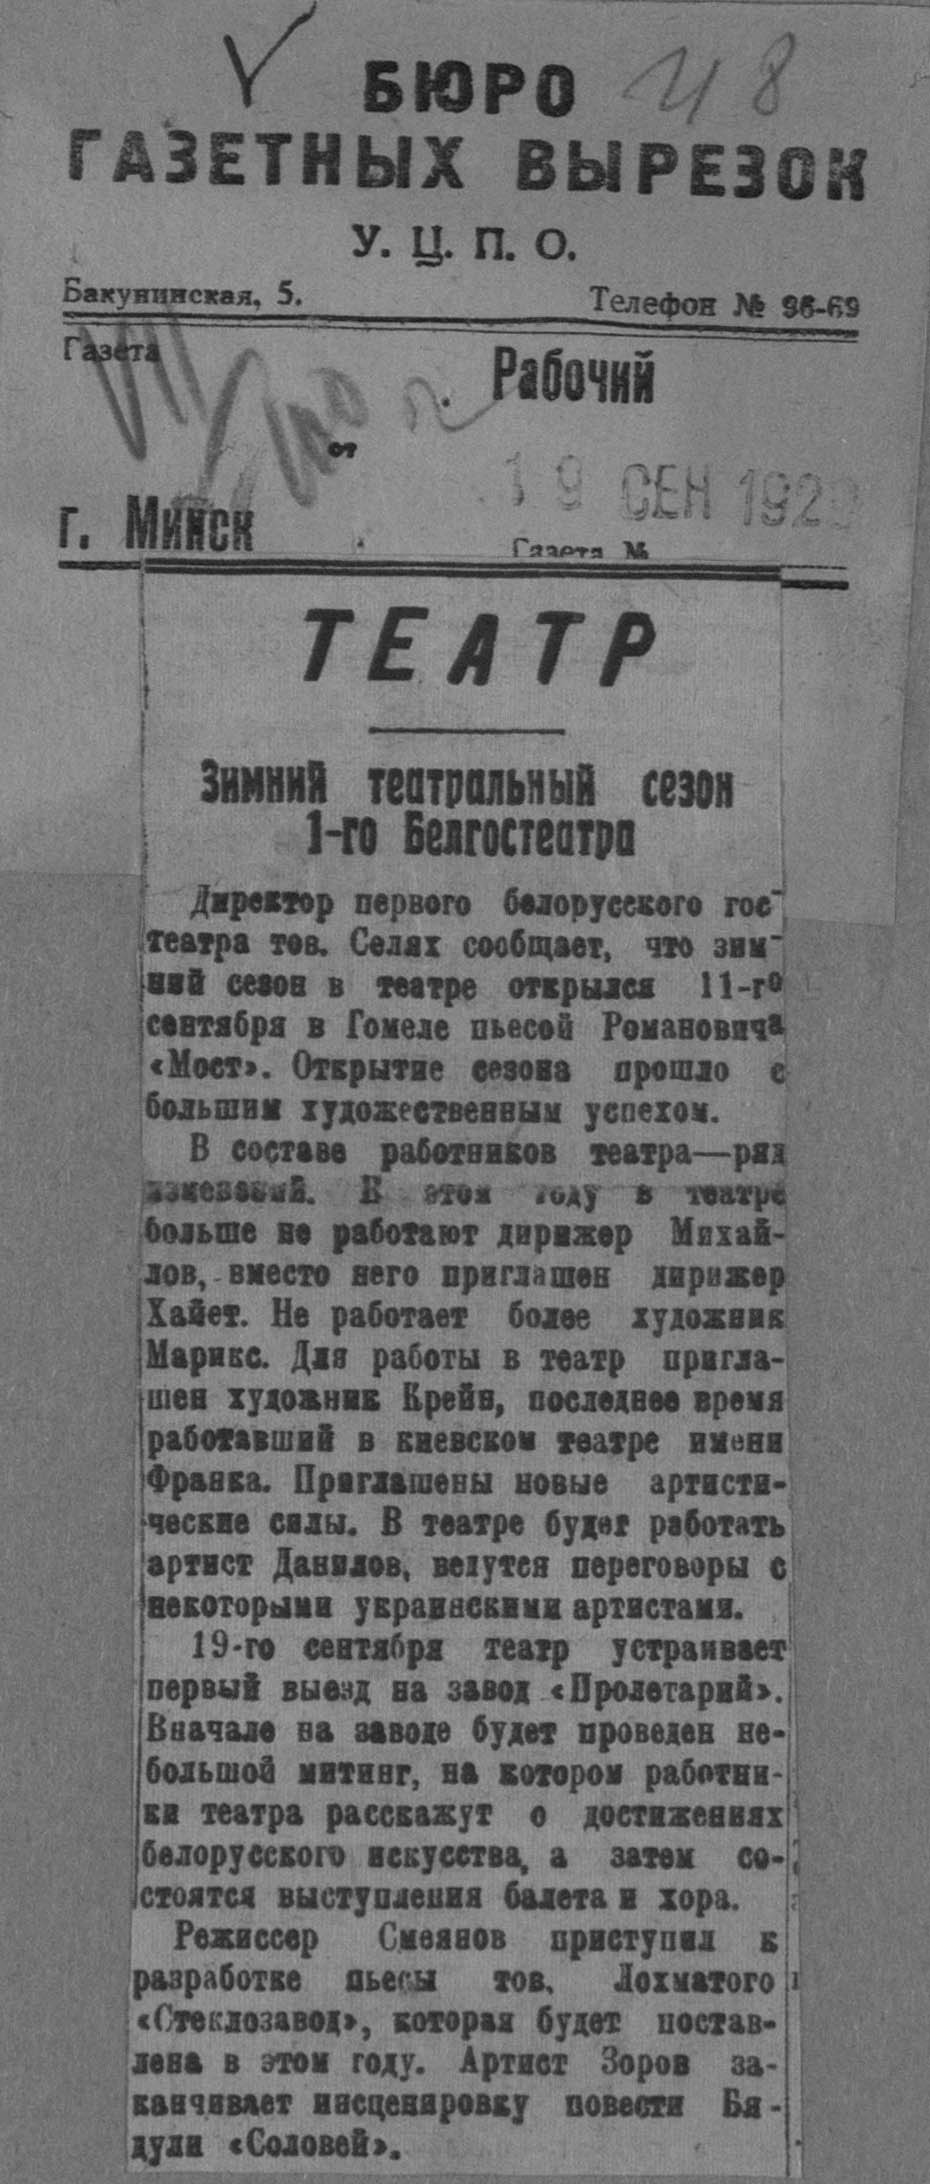 БЮРО 48
ГАЗЕТНЫХ ВЫРЕЗОК
У. Ц. П. О.
Бакунинская, 5. Телефон № 96-69
Газета
Рабочий
от
19 СЕН 192
г. Минск
Газета №
ТЕАТР
Зимний театральный сезон
1-го Белгостеатра
Директор первого белорусского гос-
театра тов. Селях сообщает, что зим-
ний сезон в театре открылся 11-го
сентября в Гомеле пьесой Романовича
«Мост». Открытие сезона прошло с
большим художественным успехом.
В составе работников театра—ряд
изменений. В этом году в театре
больше не работают дирижер Михай-
лов, вместо него приглашен дирижер
Хайет. Не работает более художник
Марикс. Для работы в театр пригла-
шен художник Крейн, последнее время
работавший в киевском театре имени
Франка. Приглашены новые артисти-
ческие силы. В театре будет работать
артист Данилов, ведутся переговоры с
некоторыми украинскими артистами.
19-го сентября театр устраивает
первый выезд на завод «Пролетарий».
Вначале на заводе будет проведен не-
большой митинг, на котором работни-
ки театра расскажут о достижениях
белорусского искусства, а затем со-
стоятся выступления балета и хора.
Режиссер Смеянов приступил к
разработке пьесы тов. Лохматого
«Стеклозавод», которая будет постав-
лена в этом году. Артист Зоров за-
канчивает инсценировку повести Бя-
дули «Соловей».